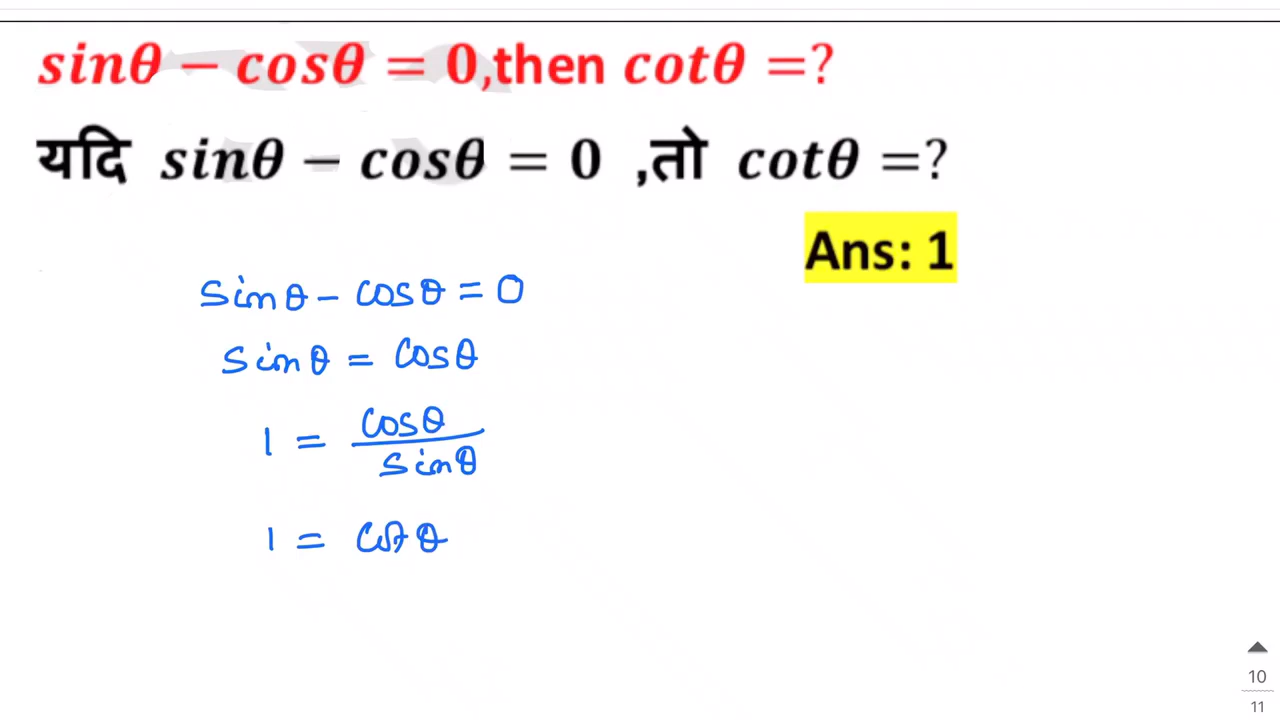 sinθ − cosθ = 0,then cotθ =?
यदि sinθ − cosθ = 0 ,तो cotθ =?
Ans: 1
sinθ − cosθ = 0
sinθ = cosθ
1 = cosθ / sinθ
1 = cotθ
10
11